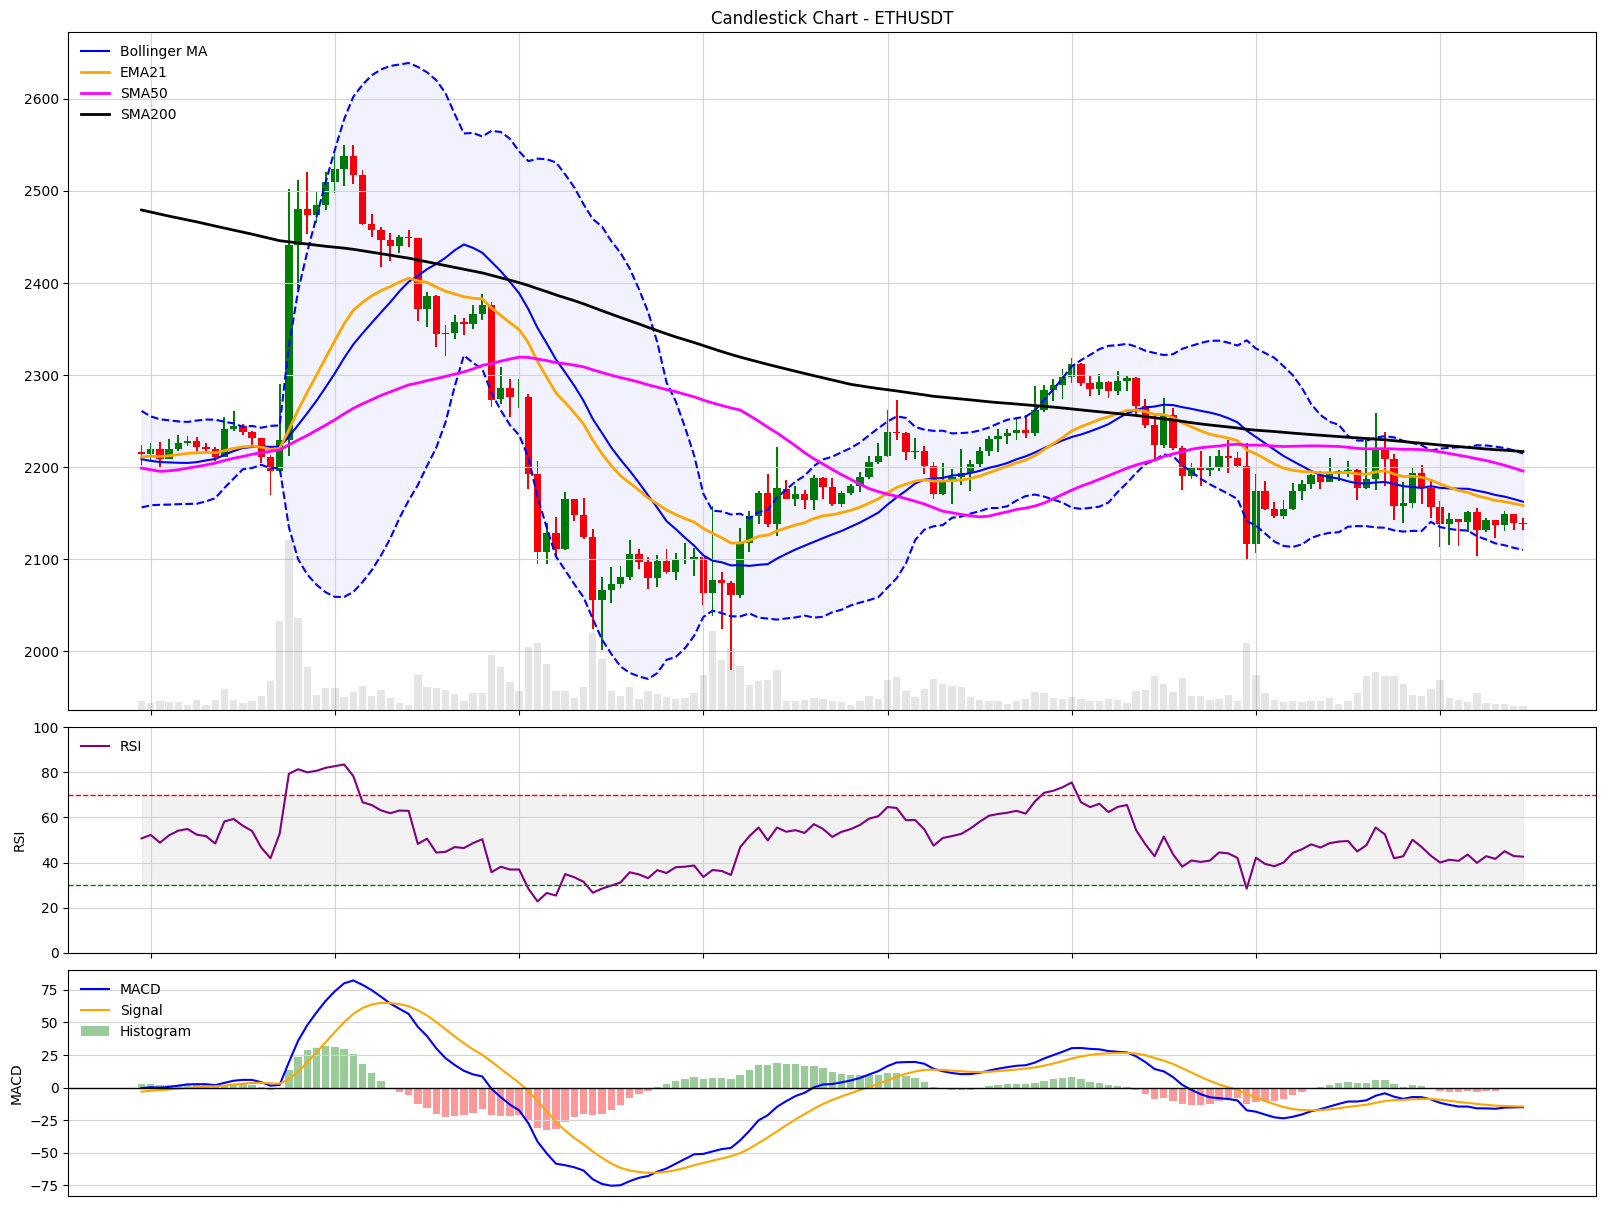 Candlestick Chart - ETHUSDT
Bollinger MA
EMA21
SMA50
SMA200
2600
2500
2400
2300
2200
2100
2000
100
RSI
80
60
RSI
40
20
0
MACD
75
Signal
50
Histogram
25
MACD
0
−25
−50
−75